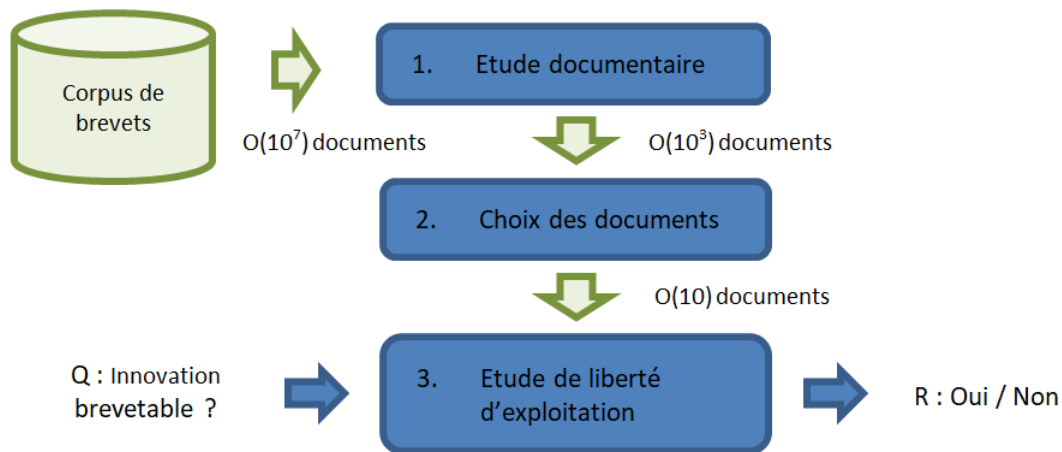 Corpus de
brevets
O(10⁷) documents
1. Etude documentaire
O(10³) documents
2. Choix des documents
O(10) documents
Q : Innovation
brevetable ?
3. Etude de liberté
d'exploitation
R : Oui / Non